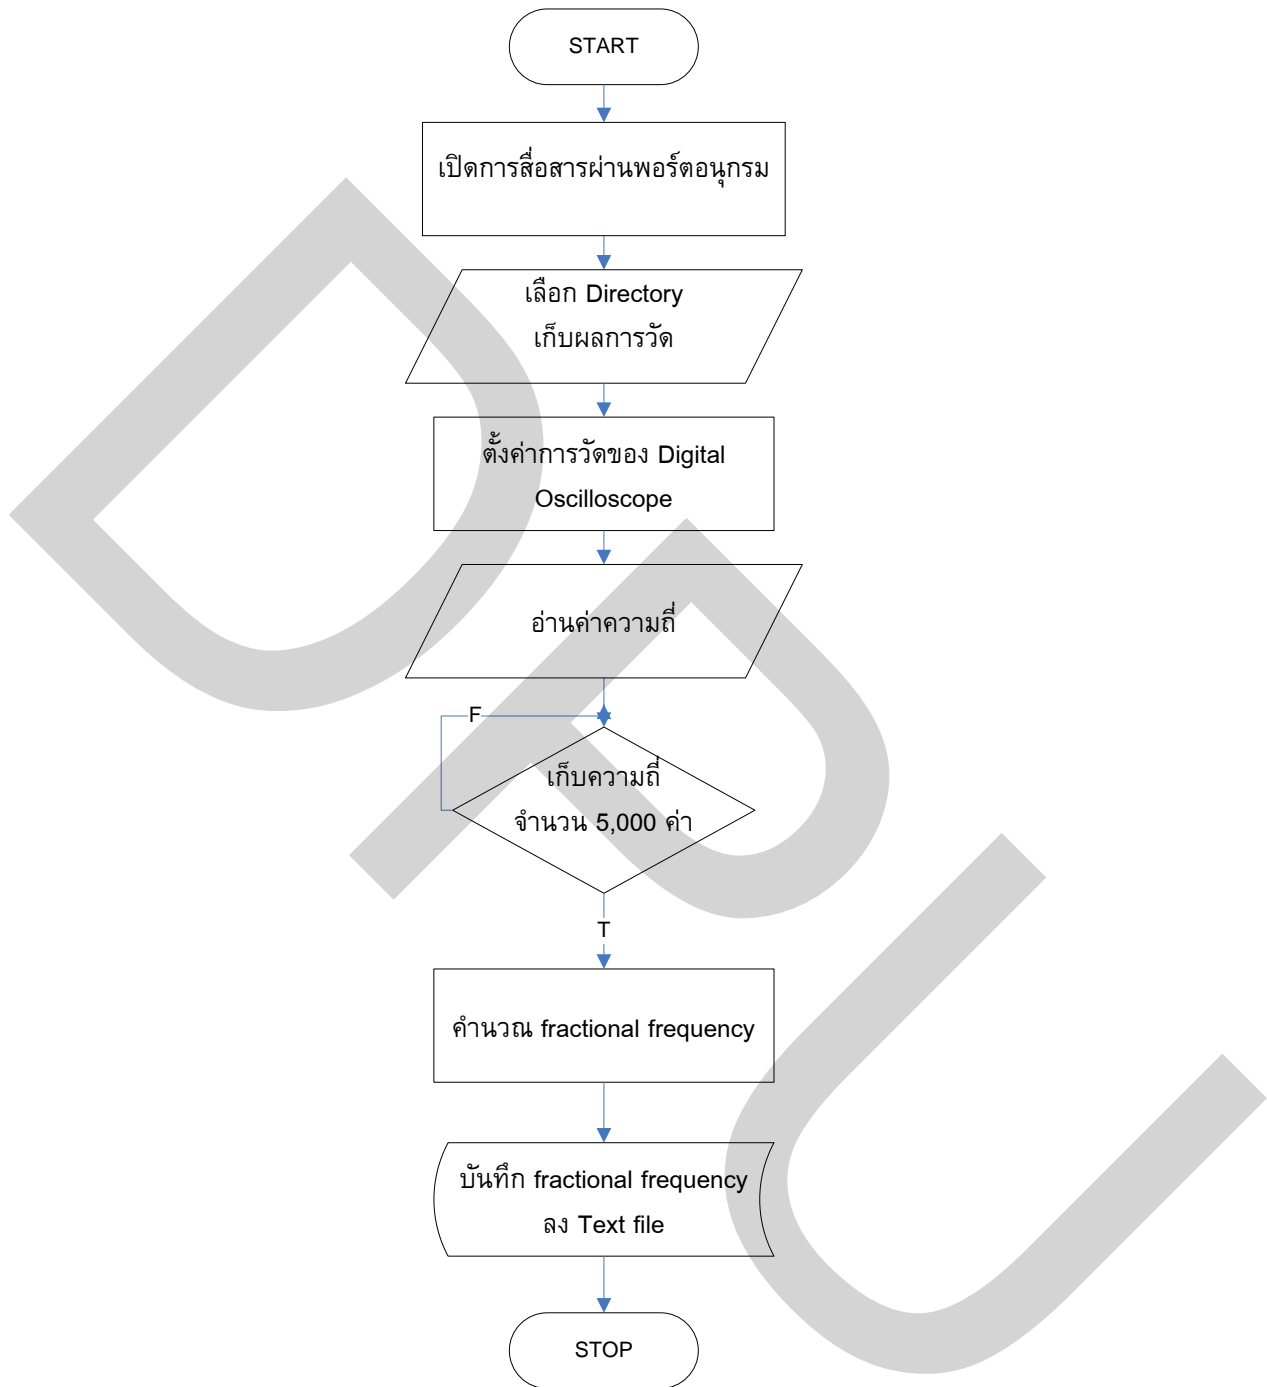 START
เปิดการสื่อสารผ่านพอร์ตอนุกรม
เลือก Directory
เก็บผลการวัด
ตั้งค่าการวัดของ Digital
Oscilloscope
อ่านค่าความถี่
F
เก็บความถี่
จำนวน 5,000 ค่า
T
คำนวณ fractional frequency
บันทึก fractional frequency
ลง Text file
STOP
DPU